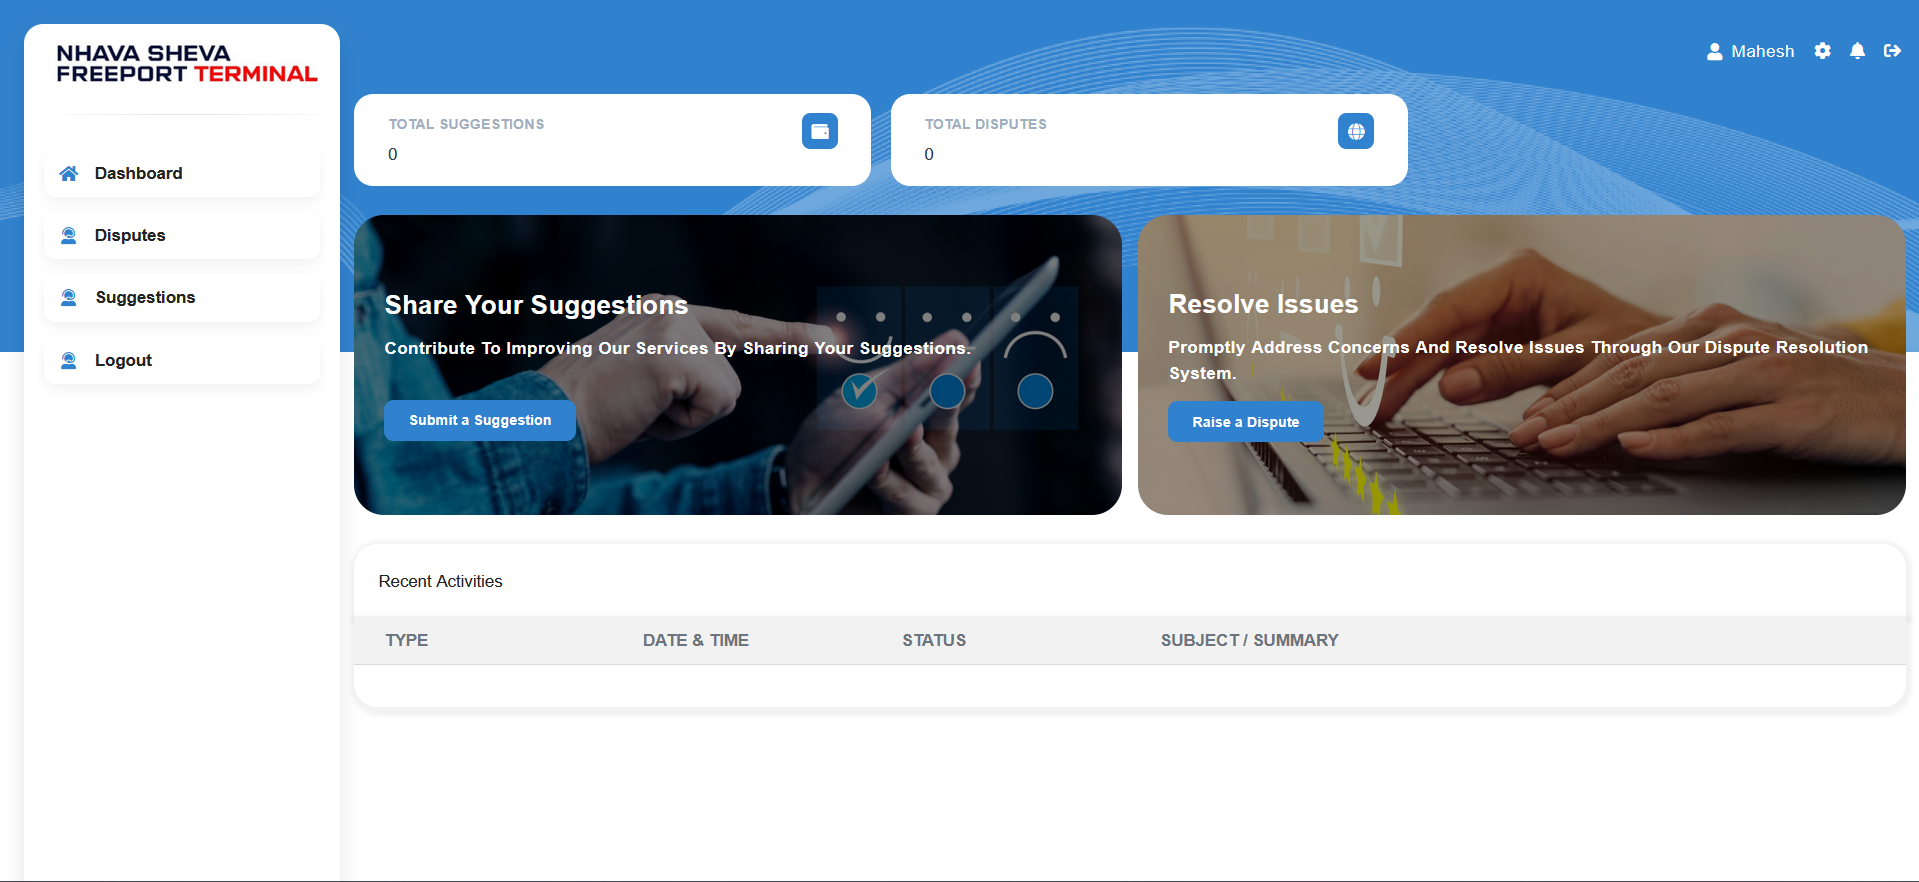 NHAVA SHEVA
FREEPORT TERMINAL
Dashboard
Disputes
Suggestions
Logout
Mahesh
TOTAL SUGGESTIONS
0
TOTAL DISPUTES
0
Share Your Suggestions
Contribute To Improving Our Services By Sharing Your Suggestions.
Submit a Suggestion
Resolve Issues
Promptly Address Concerns And Resolve Issues Through Our Dispute Resolution
System.
Raise a Dispute
Recent Activities
TYPE DATE & TIME STATUS SUBJECT / SUMMARY